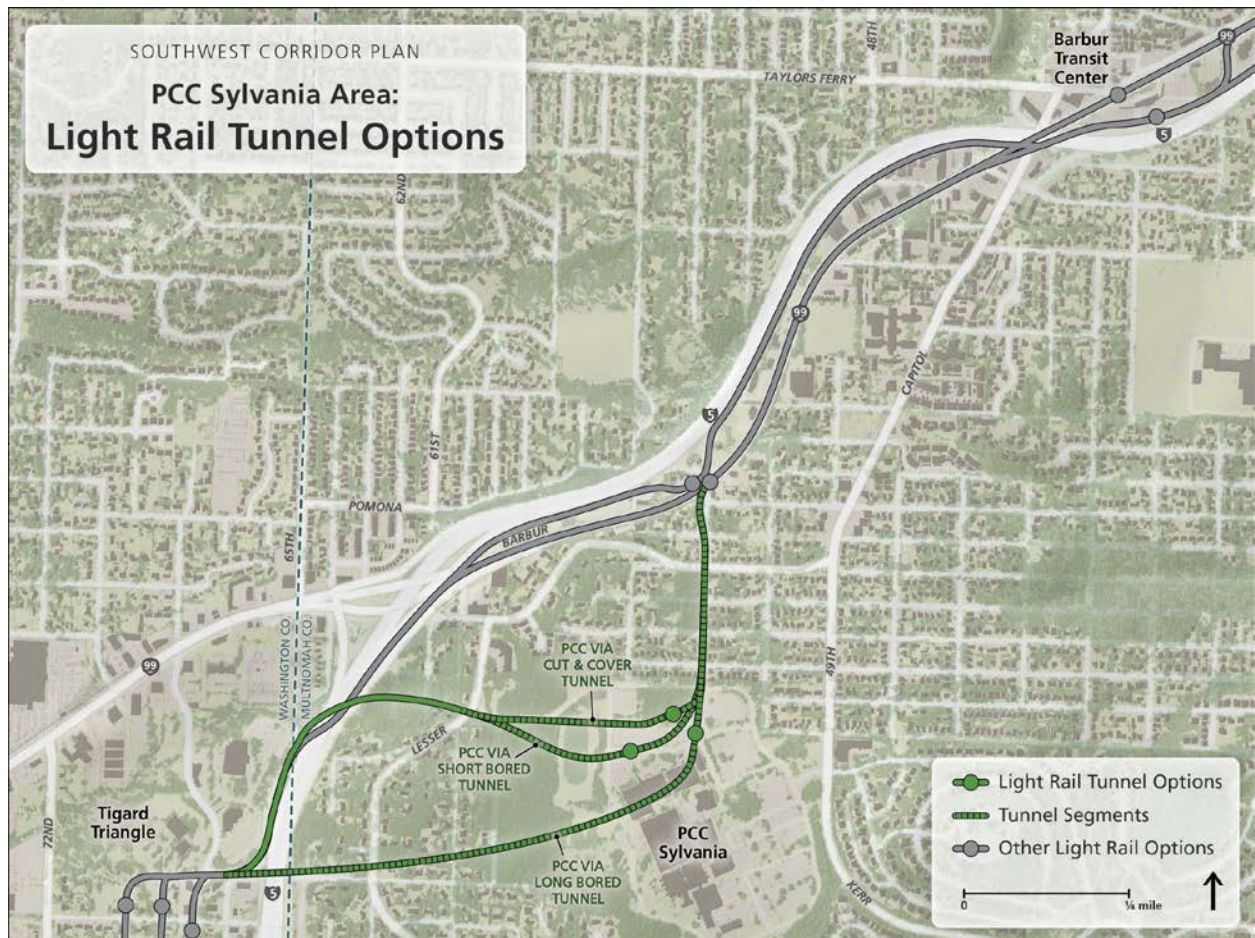 SOUTHWEST CORRIDOR PLAN
PCC Sylvania Area:
Light Rail Tunnel Options
48TH
Barbur
Transit
Center
99
TAYLORS FERRY
5
62ND
99
CAPITOL
5
61ST
POMONA
BARBUR
65TH
WASHINGTON CO.
MULTNOMAH CO.
99
49TH
PCC VIA
CUT & COVER
TUNNEL
LESSER
PCC VIA
SHORT BORED
TUNNEL
Tigard
Triangle
72ND
PCC
Sylvania
PCC VIA
LONG BORED
TUNNEL
5
KERR
Light Rail Tunnel Options
Tunnel Segments
Other Light Rail Options
0
¼ mile